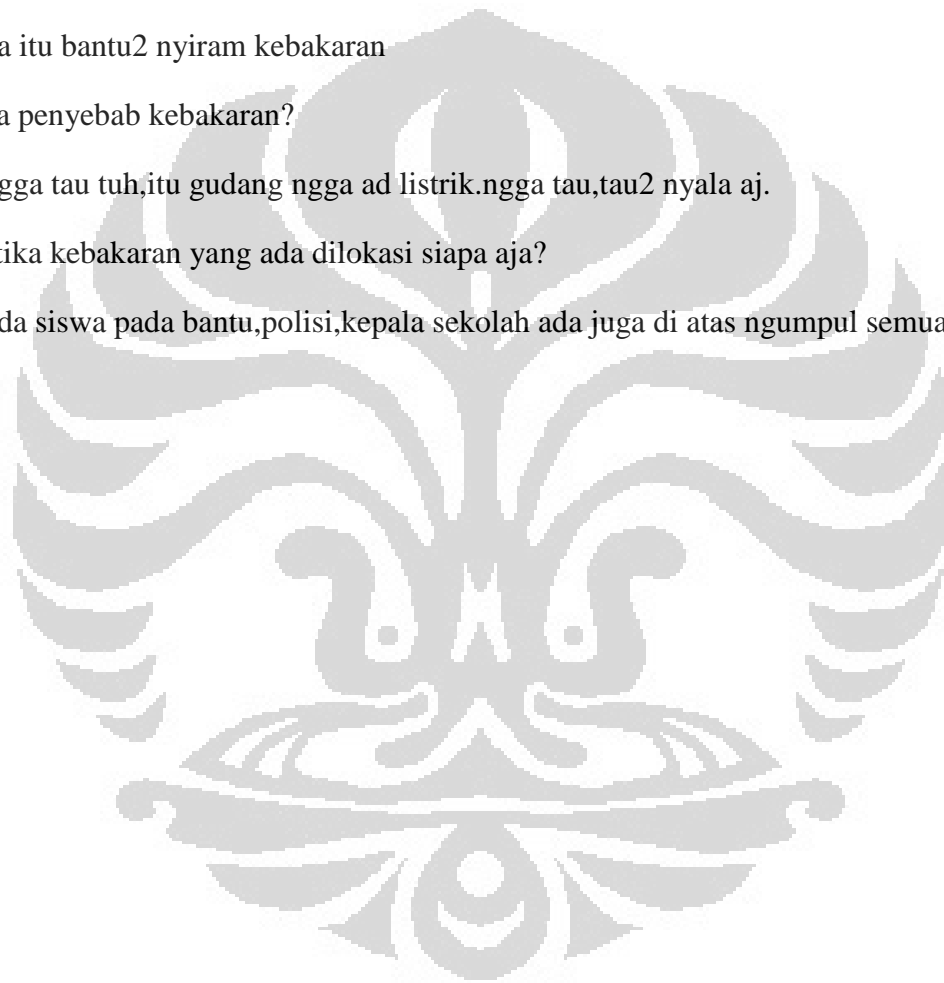 a itu bantu2 nyiram kebakaran
a penyebab kebakaran?
gga tau tuh,itu gudang ngga ad listrik.ngga tau,tau2 nyala aj.
tika kebakaran yang ada dilokasi siapa aja?
da siswa pada bantu,polisi,kepala sekolah ada juga di atas ngumpul semua